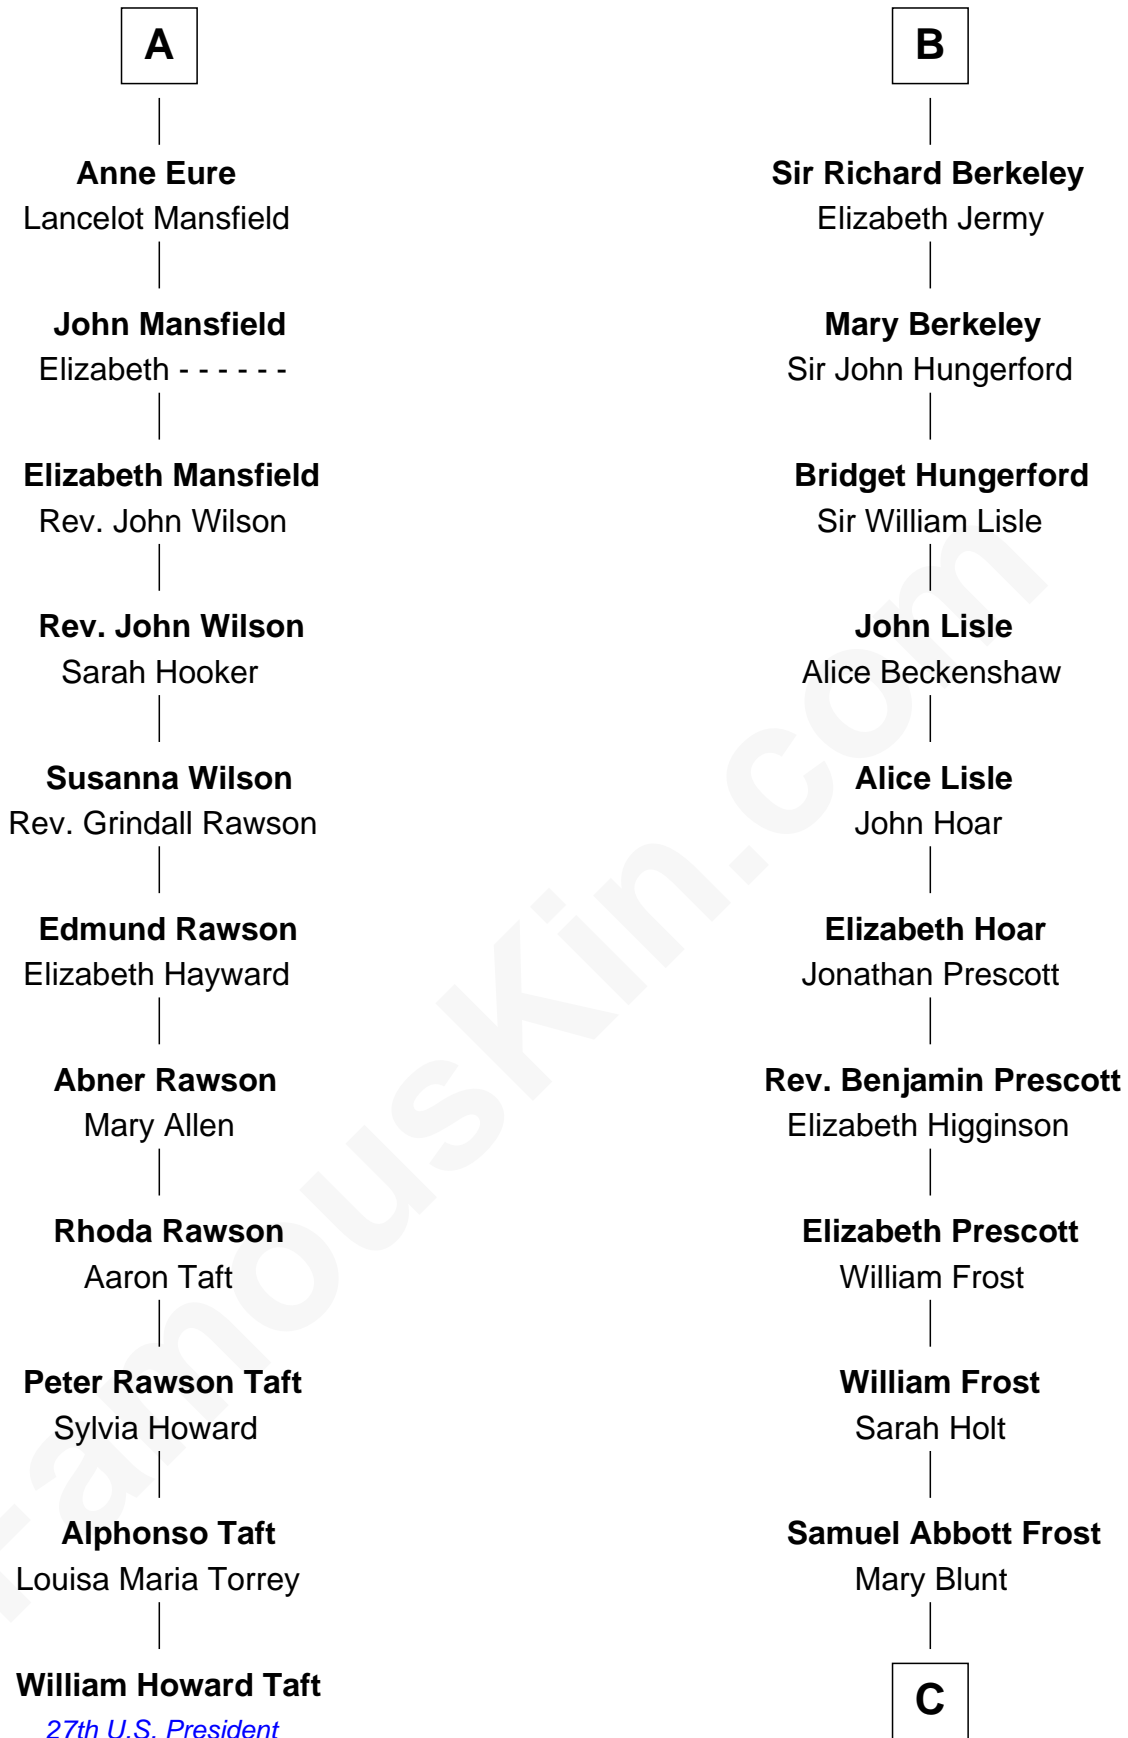 A
Anne Eure
Lancelot Mansfield
John Mansfield
Elizabeth - - - - - -
Elizabeth Mansfield
Rev. John Wilson
Rev. John Wilson
Sarah Hooker
Susanna Wilson
Rev. Grindall Rawson
Edmund Rawson
Elizabeth Hayward
Abner Rawson
Mary Allen
Rhoda Rawson
Aaron Taft
Peter Rawson Taft
Sylvia Howard
Alphonso Taft
Louisa Maria Torrey
William Howard Taft
27th U.S. President
B
Sir Richard Berkeley
Elizabeth Jermy
Mary Berkeley
Sir John Hungerford
Bridget Hungerford
Sir William Lisle
John Lisle
Alice Beckenshaw
Alice Lisle
John Hoar
Elizabeth Hoar
Jonathan Prescott
Rev. Benjamin Prescott
Elizabeth Higginson
Elizabeth Prescott
William Frost
William Frost
Sarah Holt
Samuel Abbott Frost
Mary Blunt
C
FamousKin.com